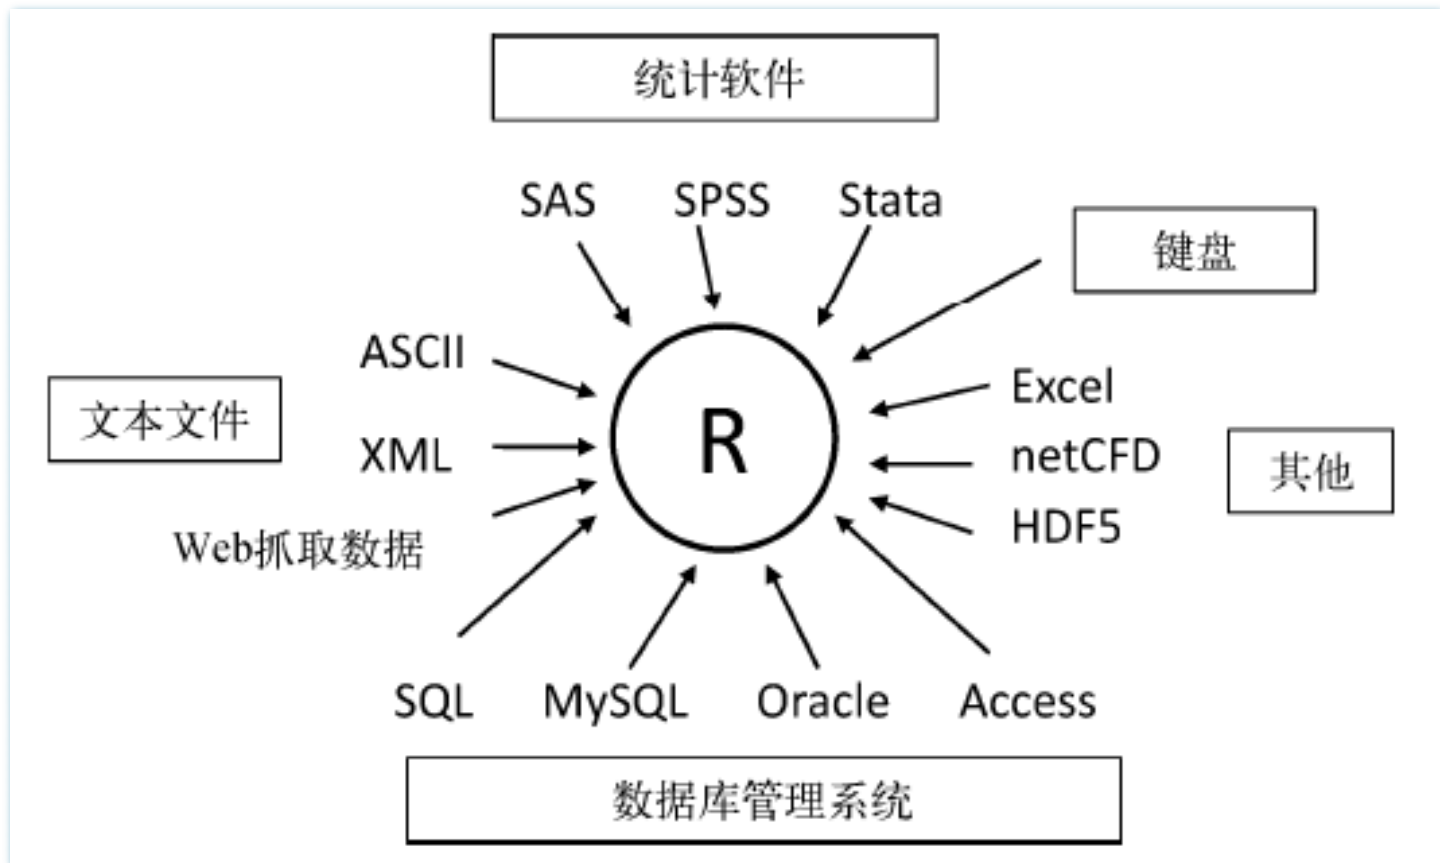 统计软件
SAS SPSS Stata
键盘
ASCII
Excel
文本文件
R
XML
netCFD
其他
HDF5
Web抓取数据
SQL MySQL Oracle Access
数据库管理系统